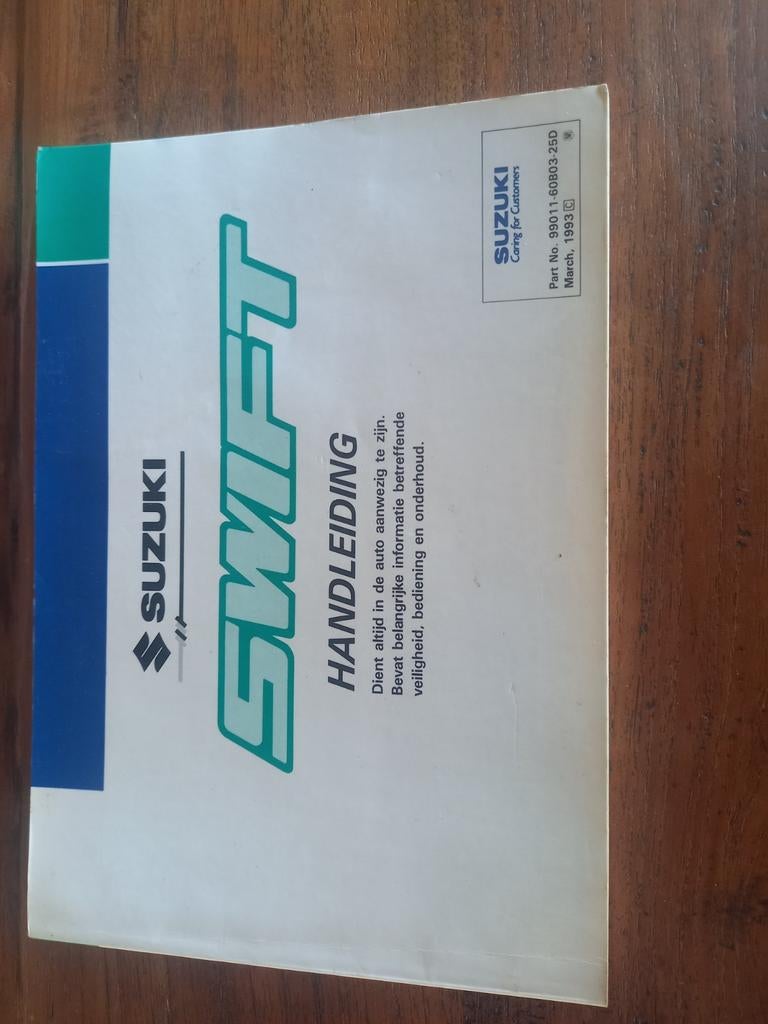 SUZUKI
SWIFT
HANDLEIDING
Dient altijd in de auto aanwezig te zijn.
Bevat belangrijke informatie betreffende
veiligheid, bediening en onderhoud.
SUZUKI
Caring for Customers
Part No. 99011-60B03-25D
March, 1993 C